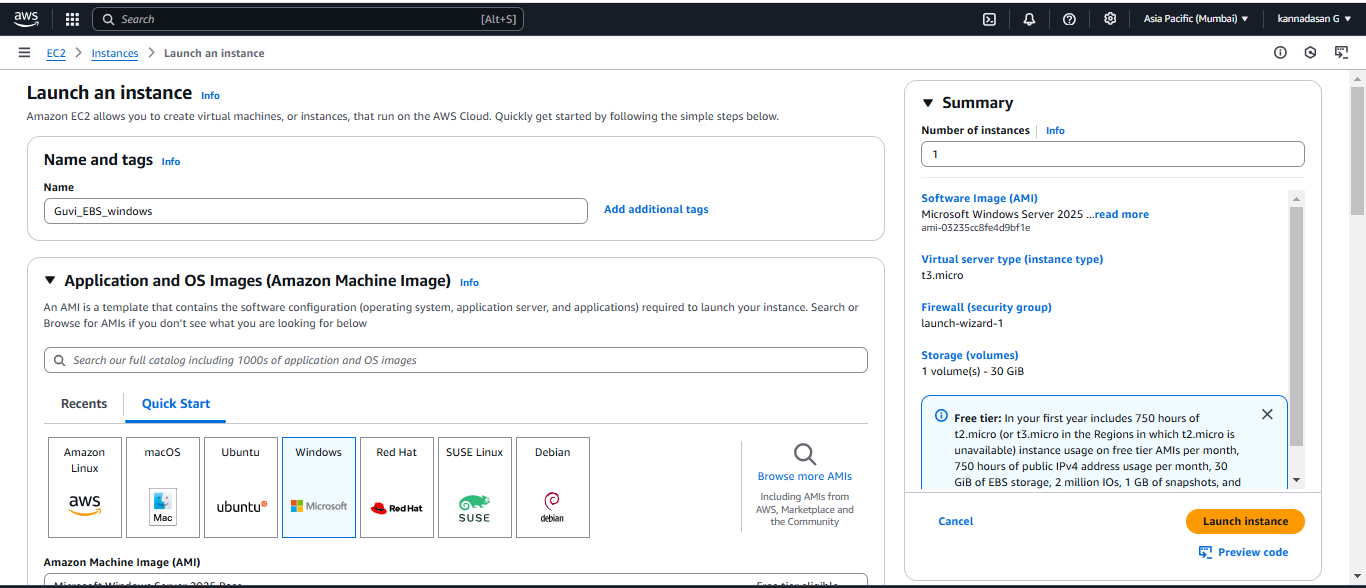 aws
Search
[Alt+S]
Asia Pacific (Mumbai)
kannadasan G
EC2
Instances
Launch an instance
Launch an instance Info
Amazon EC2 allows you to create virtual machines, or instances, that run on the AWS Cloud. Quickly get started by following the simple steps below.
Name and tags Info
Name
Guvi_EBS_windows
Add additional tags
Application and OS Images (Amazon Machine Image) Info
An AMI is a template that contains the software configuration (operating system, application server, and applications) required to launch your instance. Search or
Browse for AMIs if you don't see what you are looking for below
Search our full catalog including 1000s of application and OS images
Recents
Quick Start
Amazon
Linux
aws
macOS
Mac
Ubuntu
ubuntu
Windows
Microsoft
Red Hat
Red Hat
SUSE Linux
SUSE
Debian
debian
Browse more AMIs
Including AMIs from
AWS, Marketplace and
the Community
Amazon Machine Image (AMI)
Microsoft Windows Server 2025 Base
Free tier eligible
Summary
Number of instances Info
1
Software Image (AMI)
Microsoft Windows Server 2025 ...read more
ami-03235cc8fe4d9bf1e
Virtual server type (instance type)
t3.micro
Firewall (security group)
launch-wizard-1
Storage (volumes)
1 volume(s) - 30 GiB
Free tier: In your first year includes 750 hours of
t2.micro (or t3.micro in the Regions in which t2.micro is
unavailable) instance usage on free tier AMIs per month,
750 hours of public IPv4 address usage per month, 30
GiB of EBS storage, 2 million IOs, 1 GB of snapshots, and
Cancel
Launch instance
Preview code